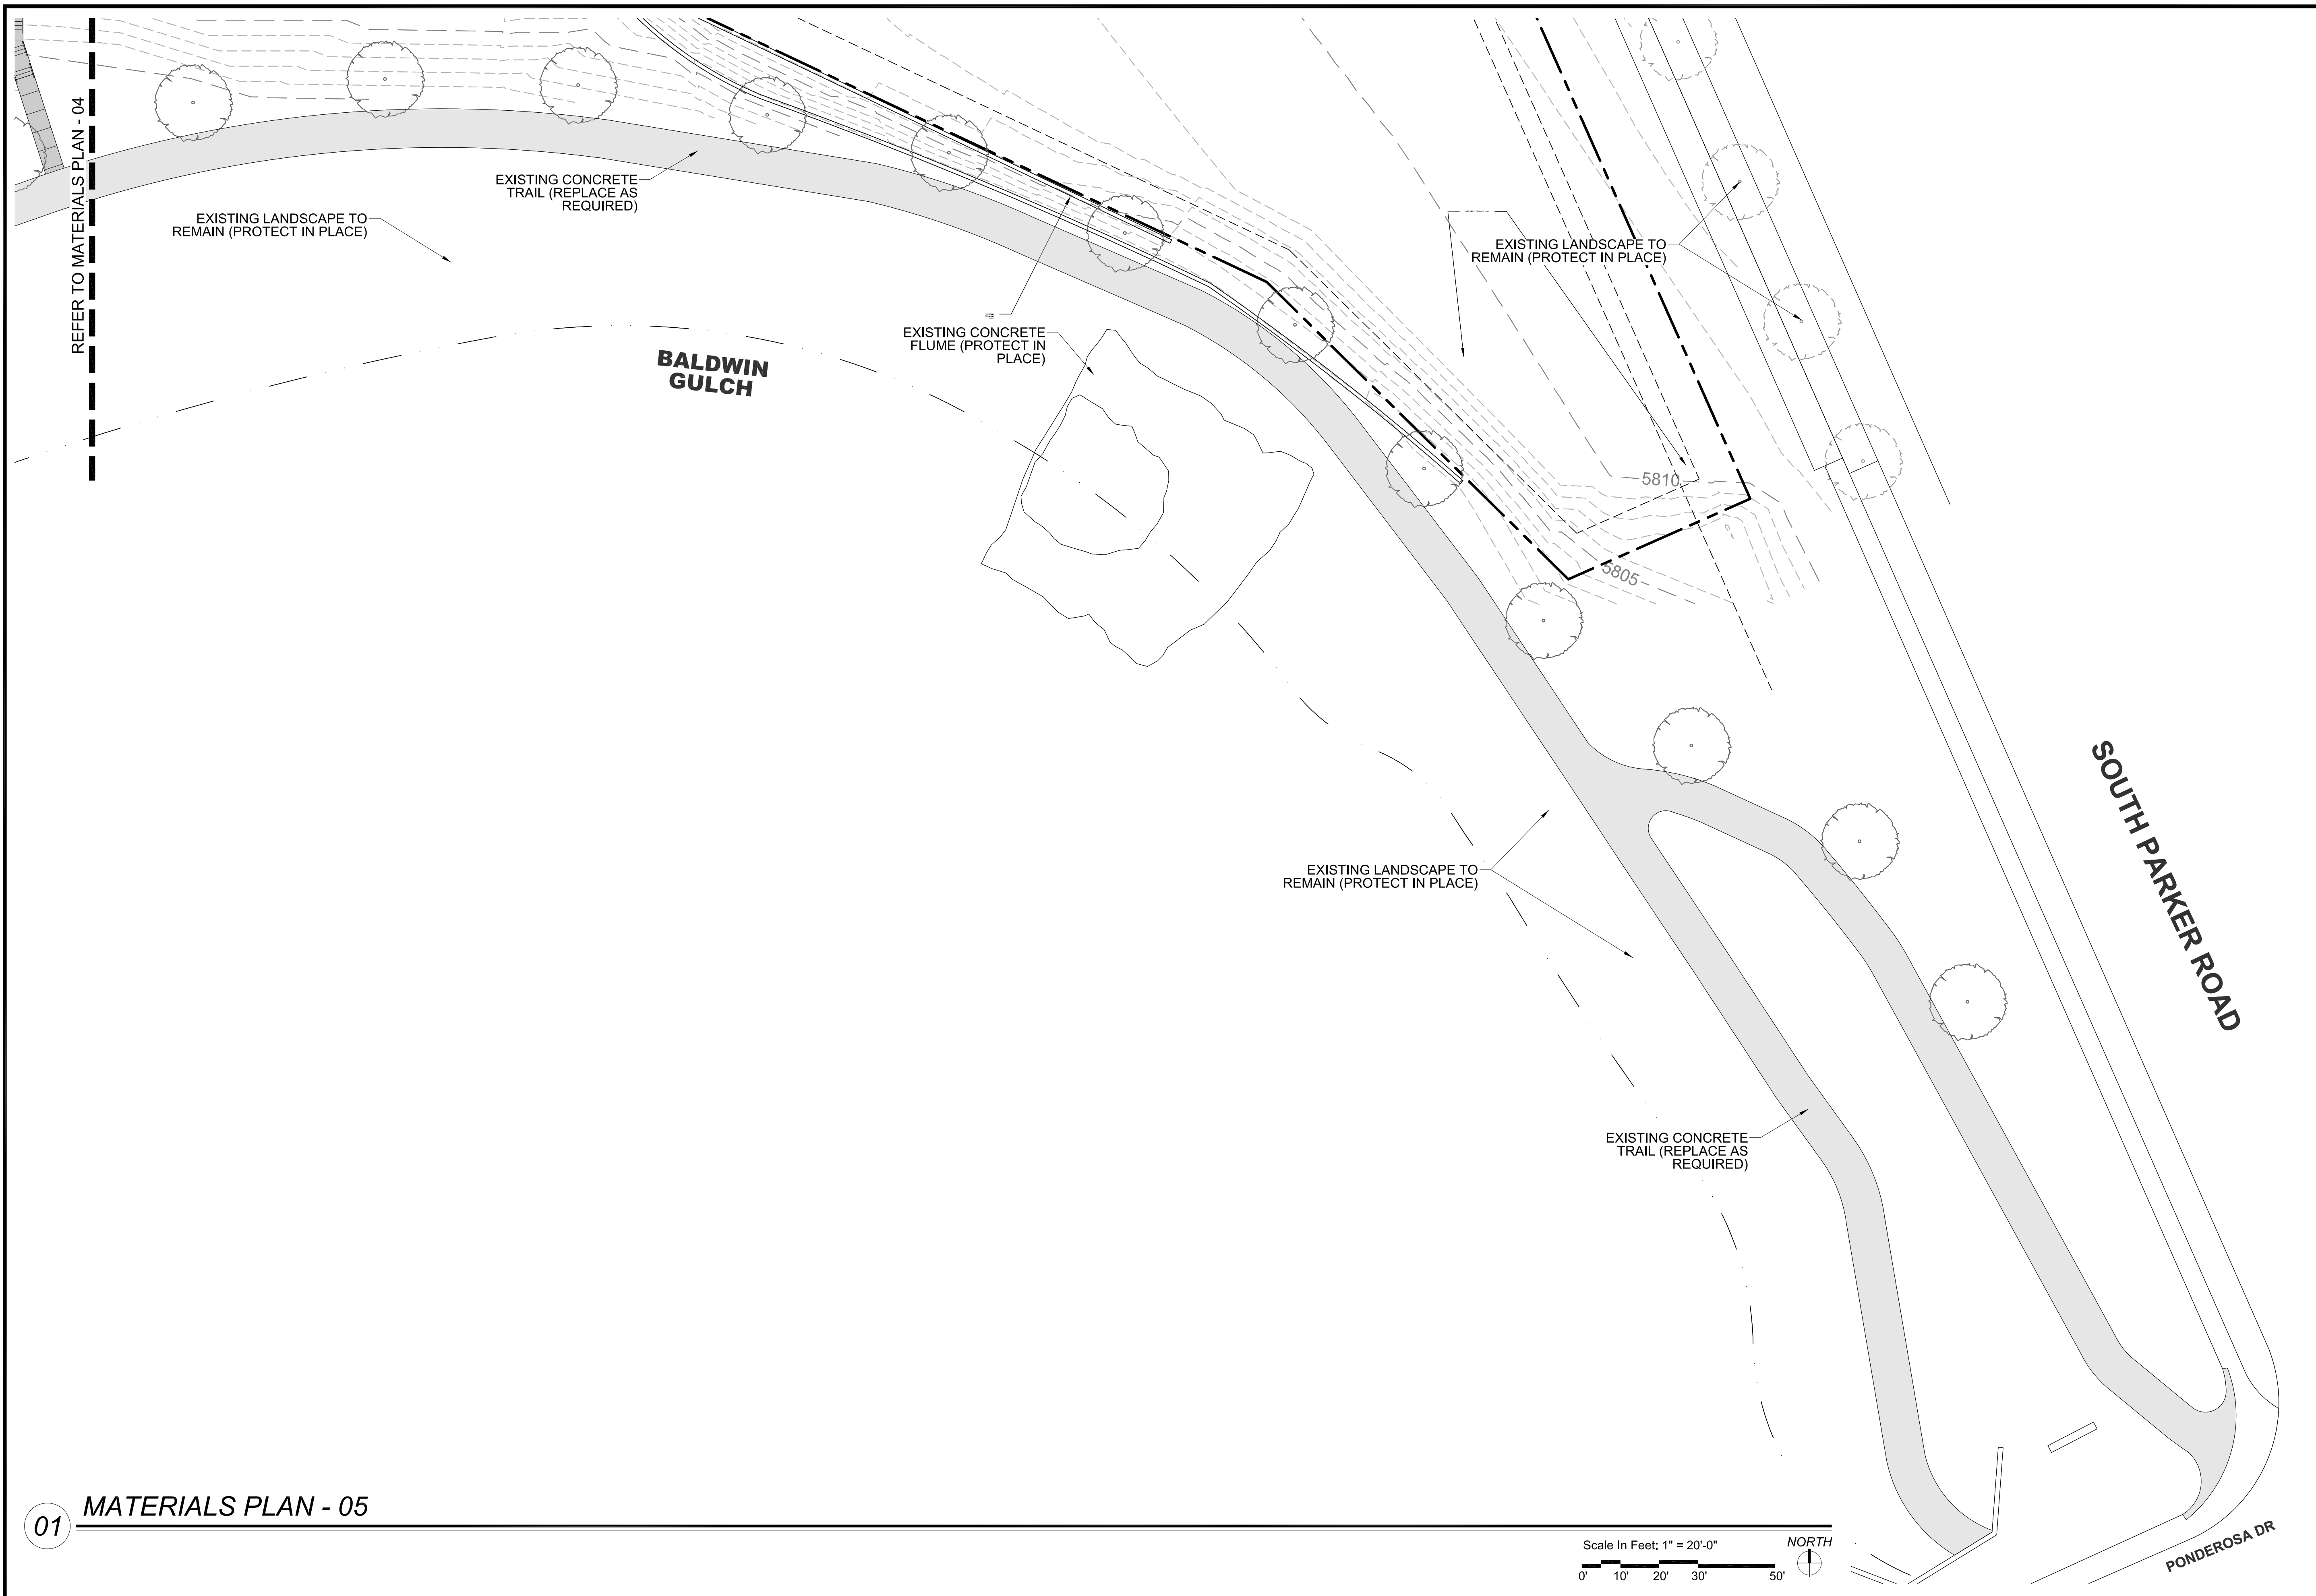 REFER TO MATERIALS PLAN - 04
EXISTING LANDSCAPE TO
REMAIN (PROTECT IN PLACE)
EXISTING CONCRETE
TRAIL (REPLACE AS
REQUIRED)
EXISTING CONCRETE
FLUME (PROTECT IN
PLACE)
BALDWIN
GULCH
EXISTING LANDSCAPE TO
REMAIN (PROTECT IN PLACE)
5810
5805
SOUTH PARKER ROAD
EXISTING LANDSCAPE TO
REMAIN (PROTECT IN PLACE)
EXISTING CONCRETE
TRAIL (REPLACE AS
REQUIRED)
01
MATERIALS PLAN - 05
Scale In Feet: 1" = 20'-0"
0' 10' 20' 30' 50'
NORTH
PONDEROSA DR